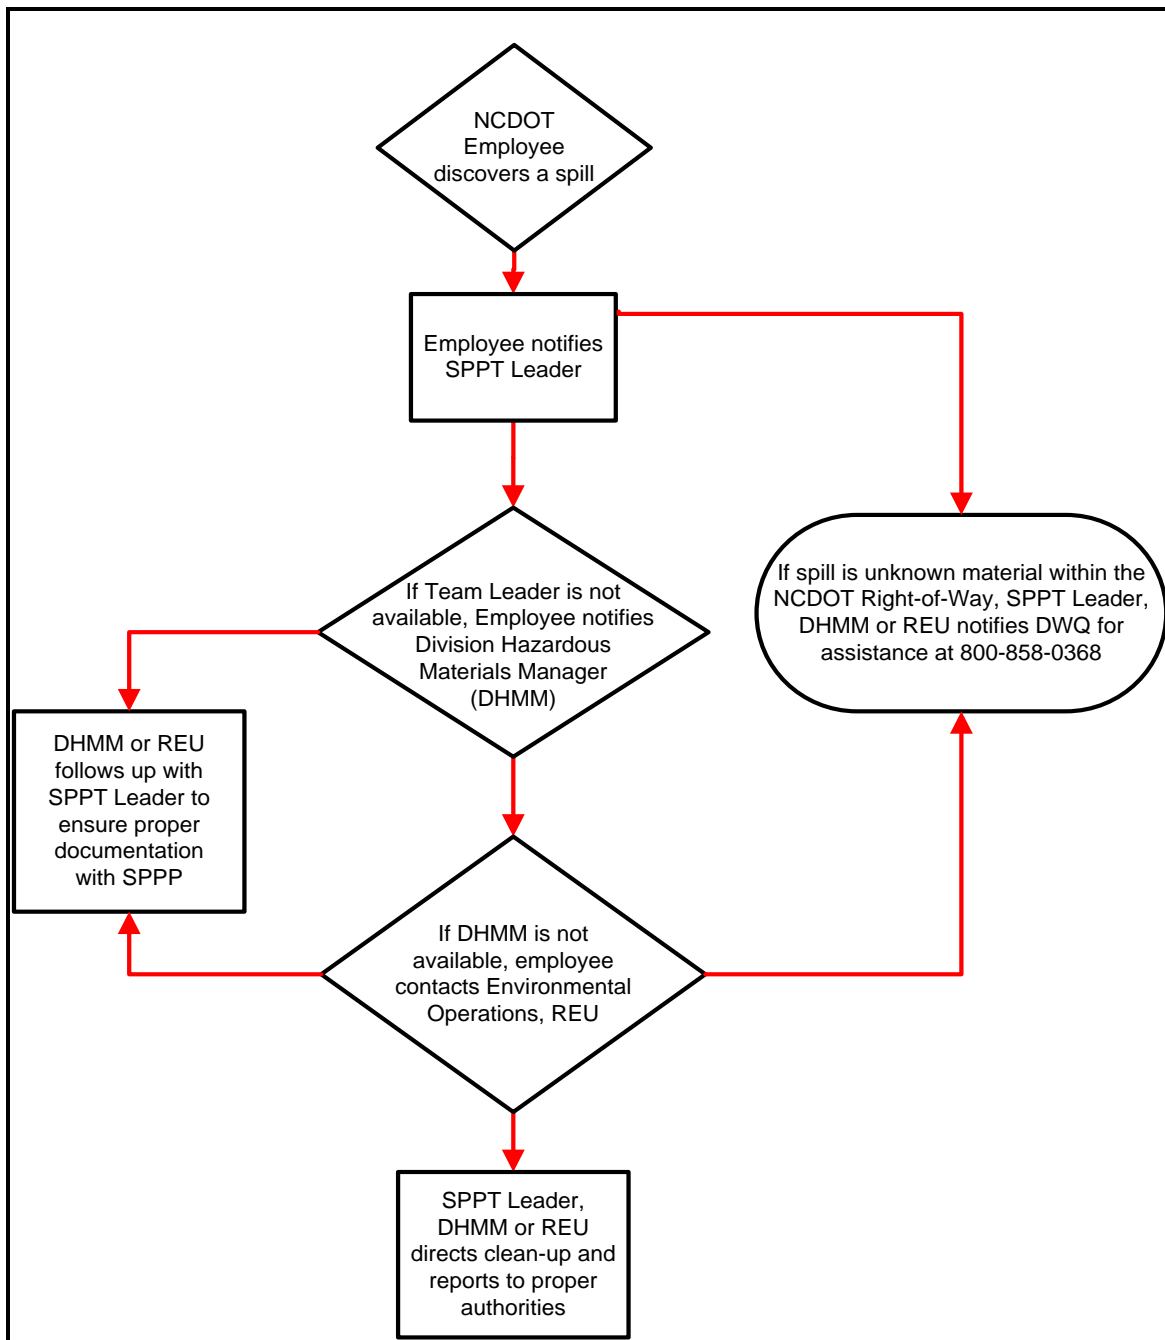 NCDOT
Employee
discovers a spill
Employee notifies
SPPT Leader
If Team Leader is not
available, Employee notifies
Division Hazardous
Materials Manager
(DHMM)
If spill is unknown material within the
NCDOT Right-of-Way, SPPT Leader,
DHMM or REU notifies DWQ for
assistance at 800-858-0368
DHMM or REU
follows up with
SPPT Leader to
ensure proper
documentation
with SPPP
If DHMM is not
available, employee
contacts Environmental
Operations, REU
SPPT Leader,
DHMM or REU
directs clean-up and
reports to proper
authorities